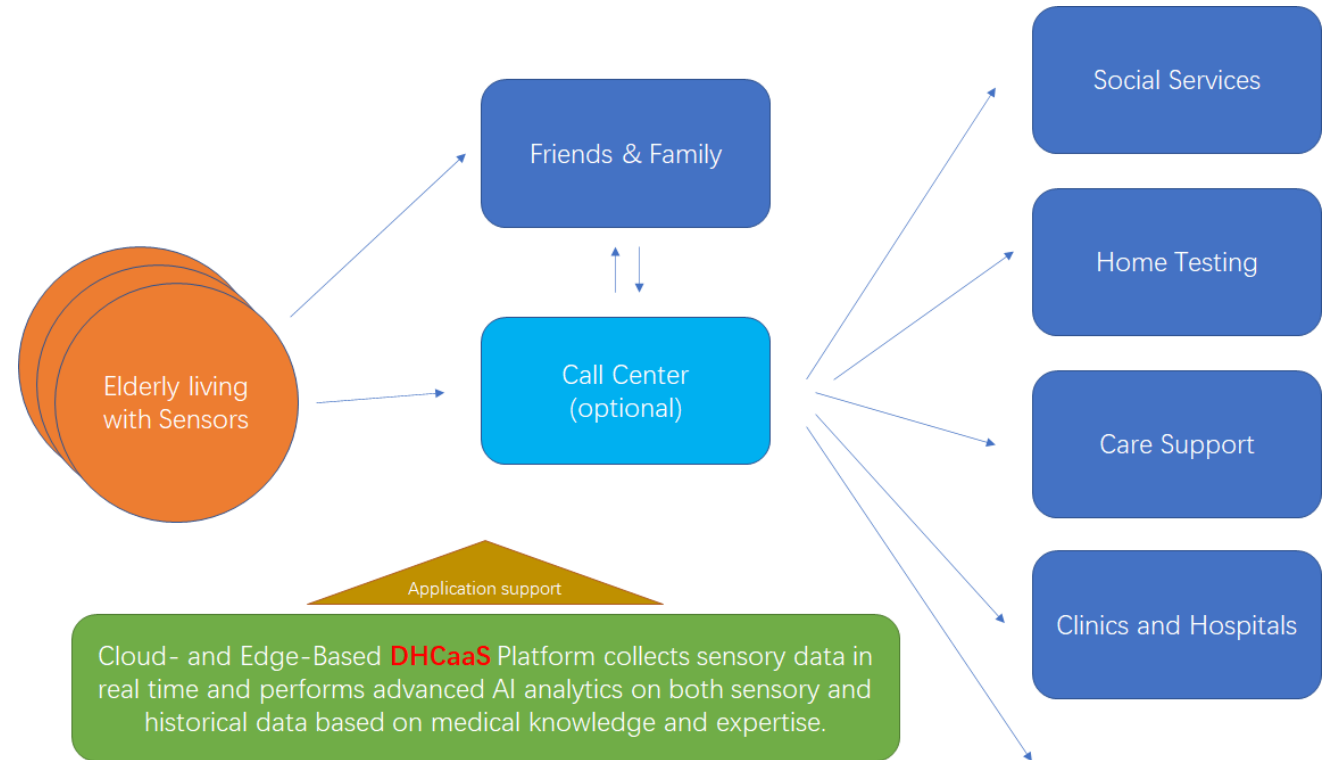 Social Services
Friends & Family
Home Testing
Elderly living
with Sensors
Call Center
(optional)
Care Support
Application support
Clinics and Hospitals
Cloud- and Edge-Based DHCaaS Platform collects sensory data in
real time and performs advanced AI analytics on both sensory and
historical data based on medical knowledge and expertise.